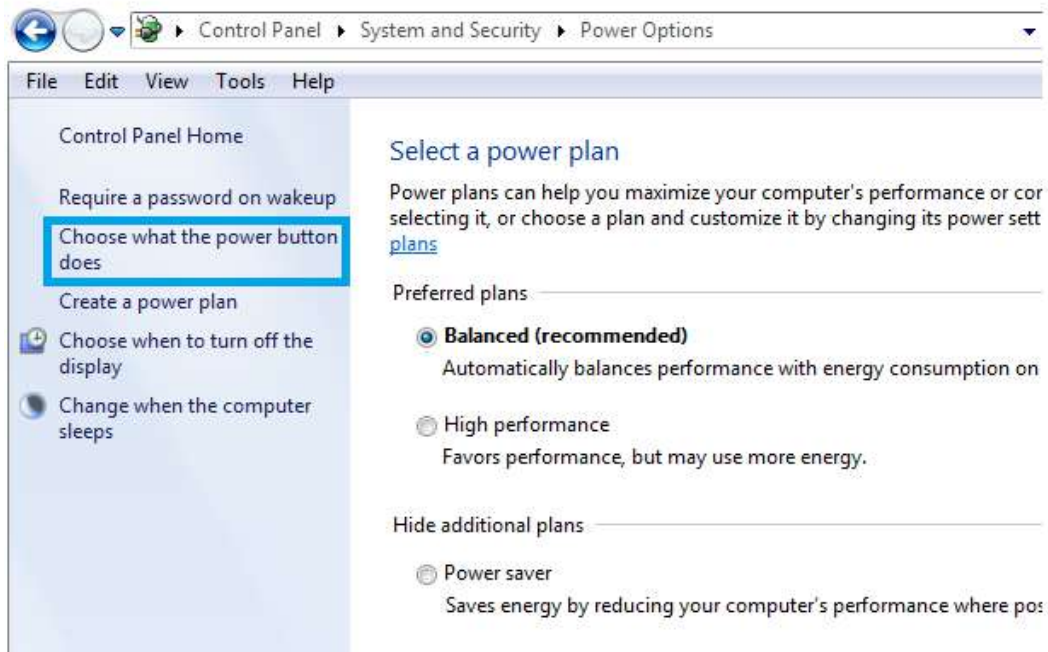 Control Panel System and Security Power Options
File Edit View Tools Help
Control Panel Home
Require a password on wakeup
Choose what the power button
does
Create a power plan
Choose when to turn off the
display
Change when the computer
sleeps
Select a power plan
Power plans can help you maximize your computer's performance or cor
selecting it, or choose a plan and customize it by changing its power sett
plans
Preferred plans
Balanced (recommended)
Automatically balances performance with energy consumption on
High performance
Favors performance, but may use more energy.
Hide additional plans
Power saver
Saves energy by reducing your computer's performance where pos